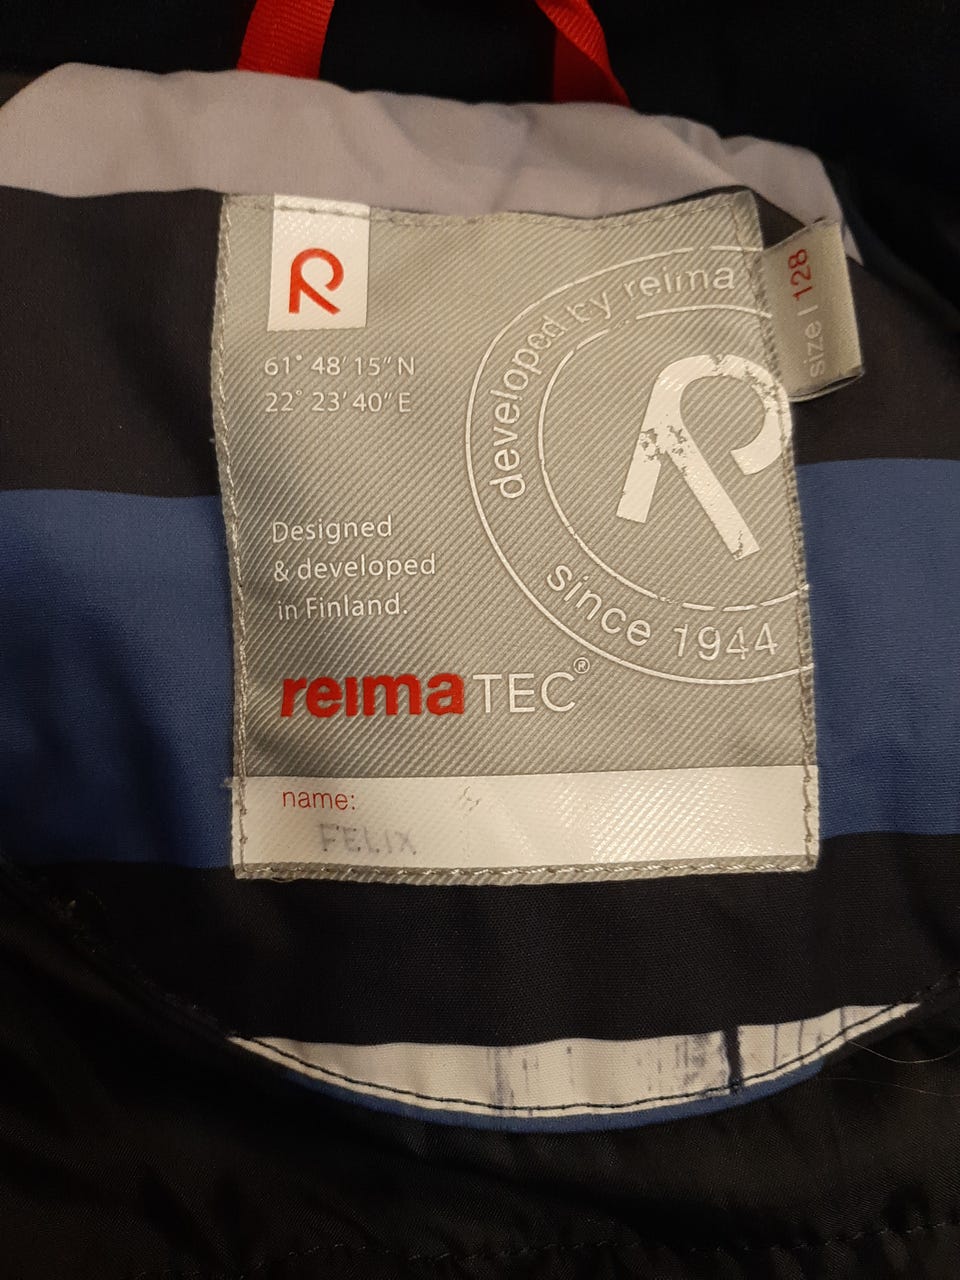 R
61° 48' 15" N
22° 23' 40" E
developed by reima
since 1944
size | 128
Designed
& developed
in Finland.
reimaTEC®
name:
FELIX